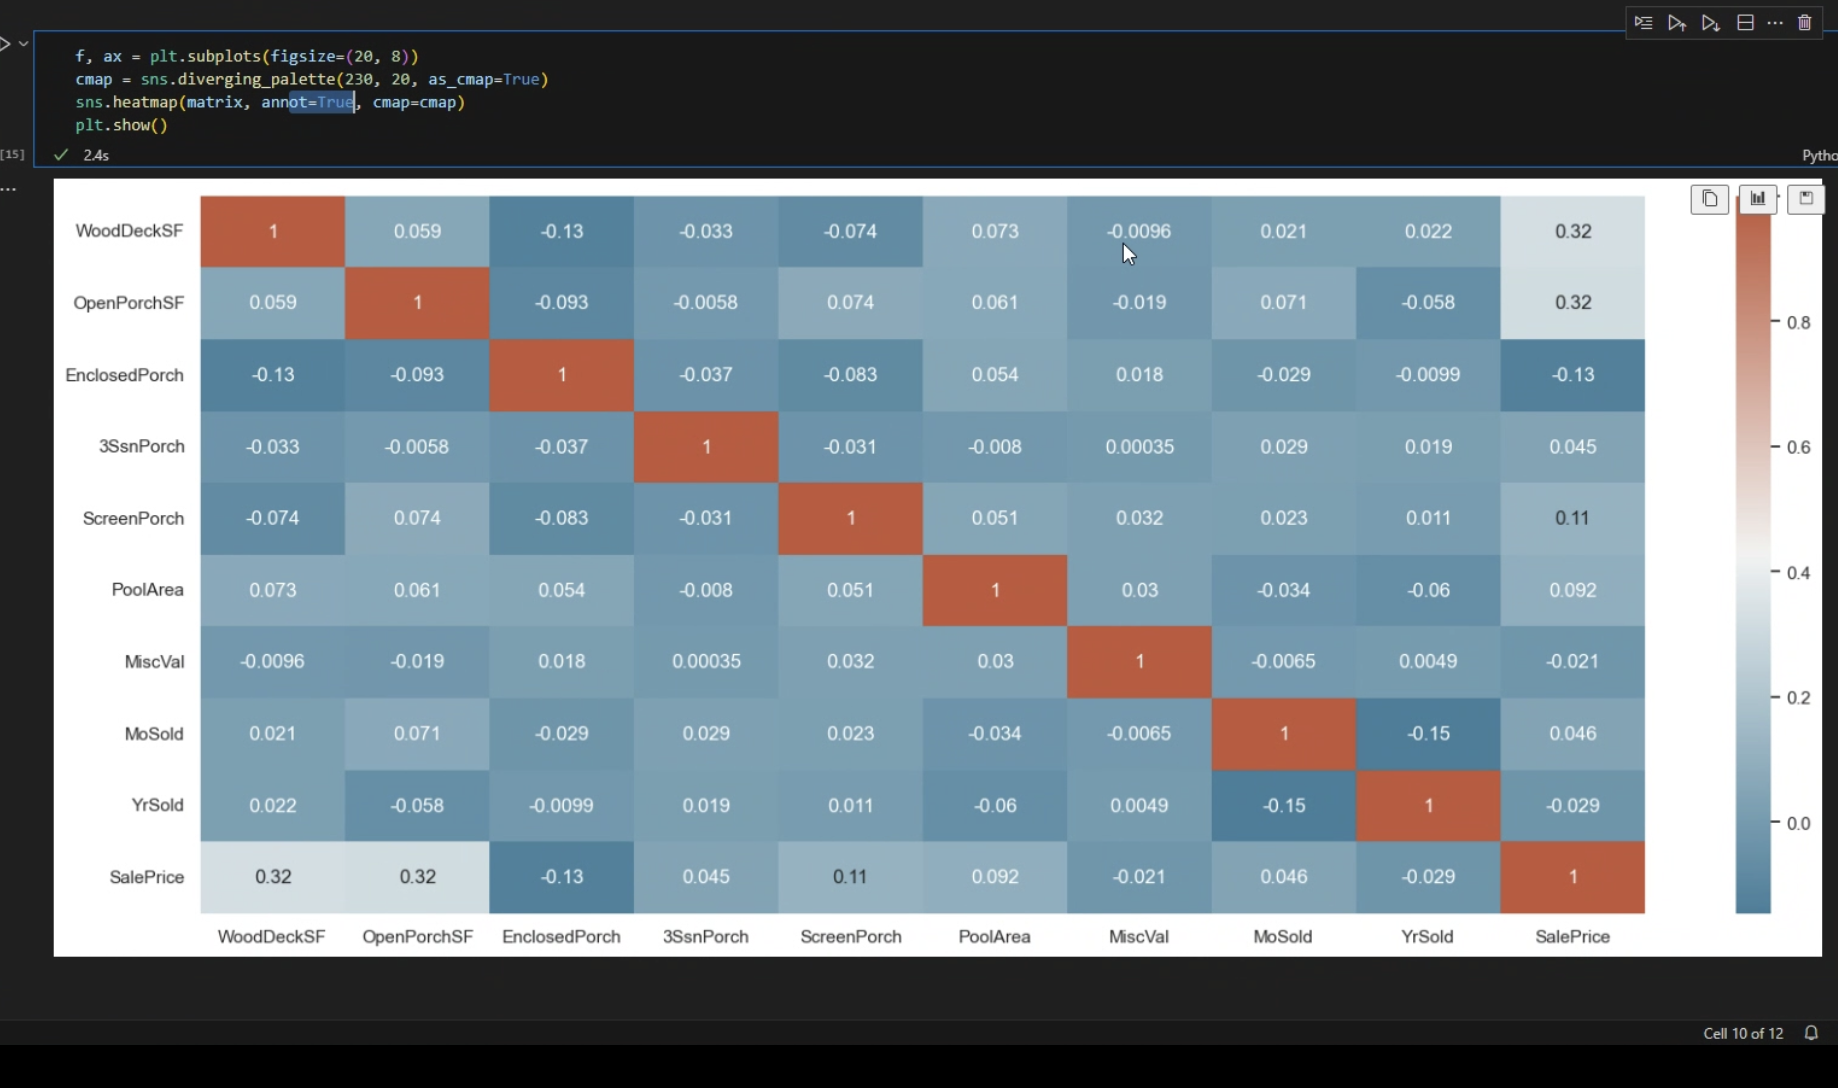 f, ax = plt.subplots(figsize=(20, 8))
cmap = sns.diverging_palette(230, 20, as_cmap=True)
sns.heatmap(matrix, annot=True, cmap=cmap)
plt.show()
[15] 2.4s
Pytho
WoodDeckSF 1 0.059 -0.13 -0.033 -0.074 0.073 -0.0096 0.021 0.022 0.32
OpenPorchSF 0.059 1 -0.093 -0.0058 0.074 0.061 -0.019 0.071 -0.058 0.32
0.8
EnclosedPorch -0.13 -0.093 1 -0.037 -0.083 0.054 0.018 -0.029 -0.0099 -0.13
3SsnPorch -0.033 -0.0058 -0.037 1 -0.031 -0.008 0.00035 0.029 0.019 0.045
0.6
ScreenPorch -0.074 0.074 -0.083 -0.031 1 0.051 0.032 0.023 0.011 0.11
0.4
PoolArea 0.073 0.061 0.054 -0.008 0.051 1 0.03 -0.034 -0.06 0.092
MiscVal -0.0096 -0.019 0.018 0.00035 0.032 0.03 1 -0.0065 0.0049 -0.021
0.2
MoSold 0.021 0.071 -0.029 0.029 0.023 -0.034 -0.0065 1 -0.15 0.046
YrSold 0.022 -0.058 -0.0099 0.019 0.011 -0.06 0.0049 -0.15 1 -0.029
0.0
SalePrice 0.32 0.32 -0.13 0.045 0.11 0.092 -0.021 0.046 -0.029 1
WoodDeckSF OpenPorchSF EnclosedPorch 3SsnPorch ScreenPorch PoolArea MiscVal MoSold YrSold SalePrice
Cell 10 of 12